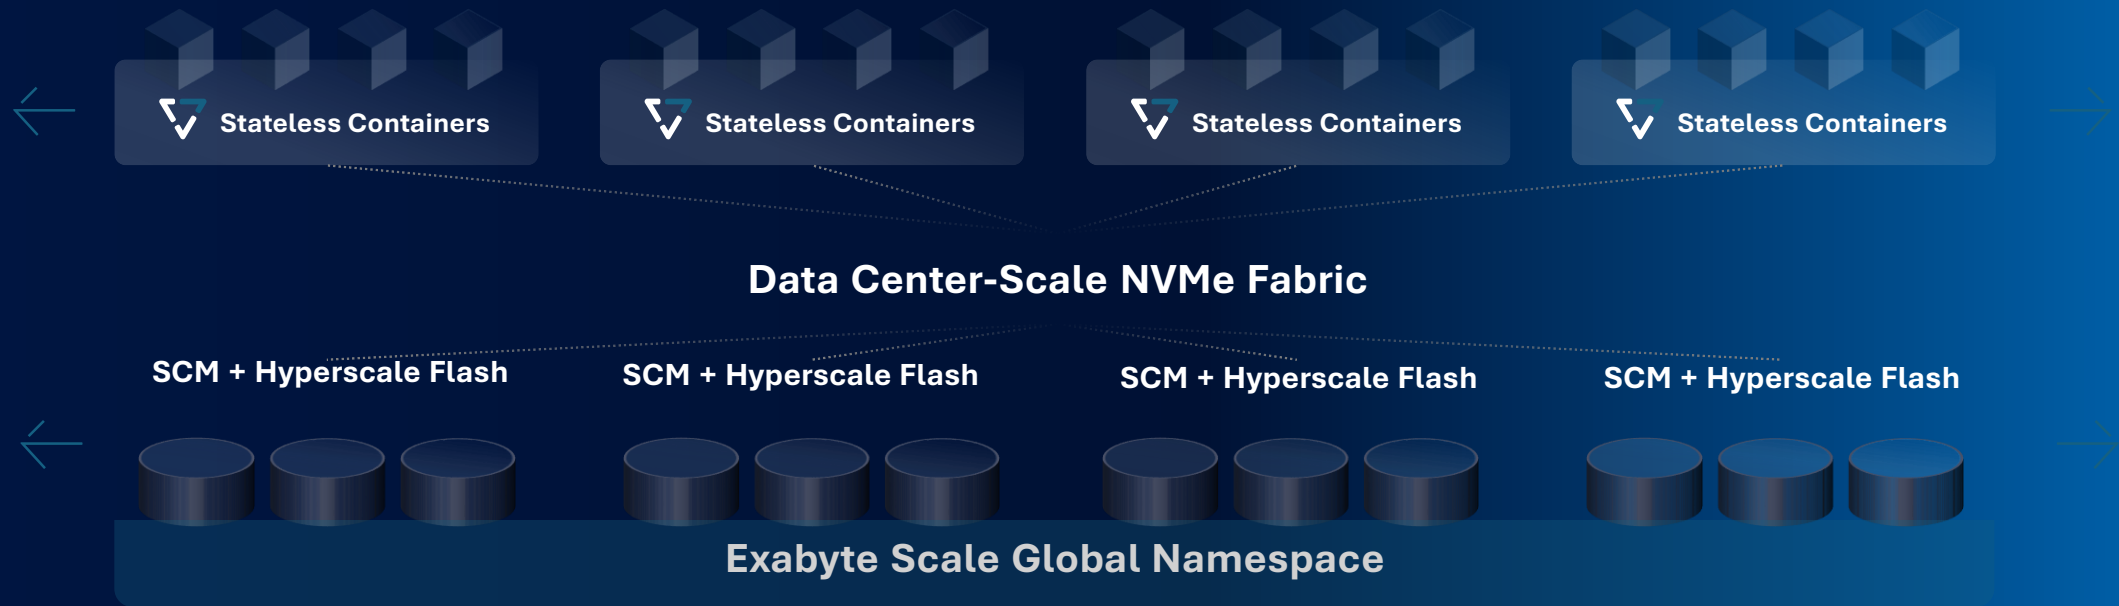 Stateless Containers
Stateless Containers
Stateless Containers
Stateless Containers
Data Center-Scale NVMe Fabric
SCM + Hyperscale Flash
SCM + Hyperscale Flash
SCM + Hyperscale Flash
SCM + Hyperscale Flash
Exabyte Scale Global Namespace